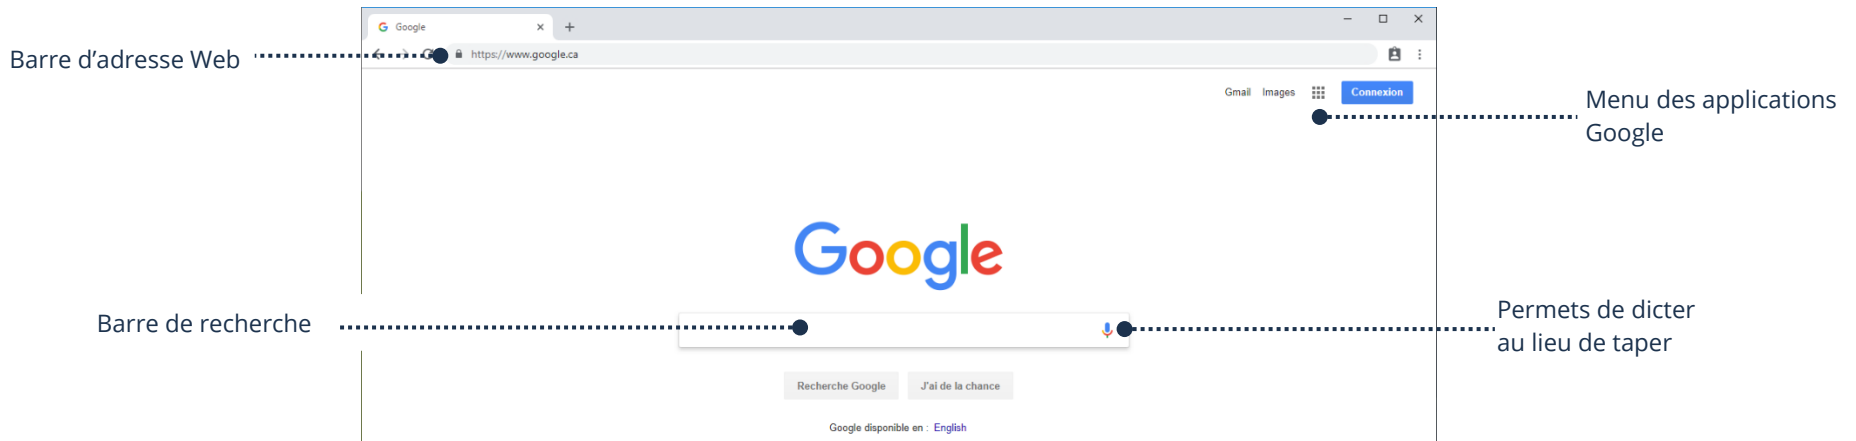 Google
https://www.google.ca
Barre d'adresse Web
Gmail Images Connexion
Menu des applications
Google
Google
Barre de recherche
Permets de dicter
au lieu de taper
Recherche Google J'ai de la chance
Google disponible en : English